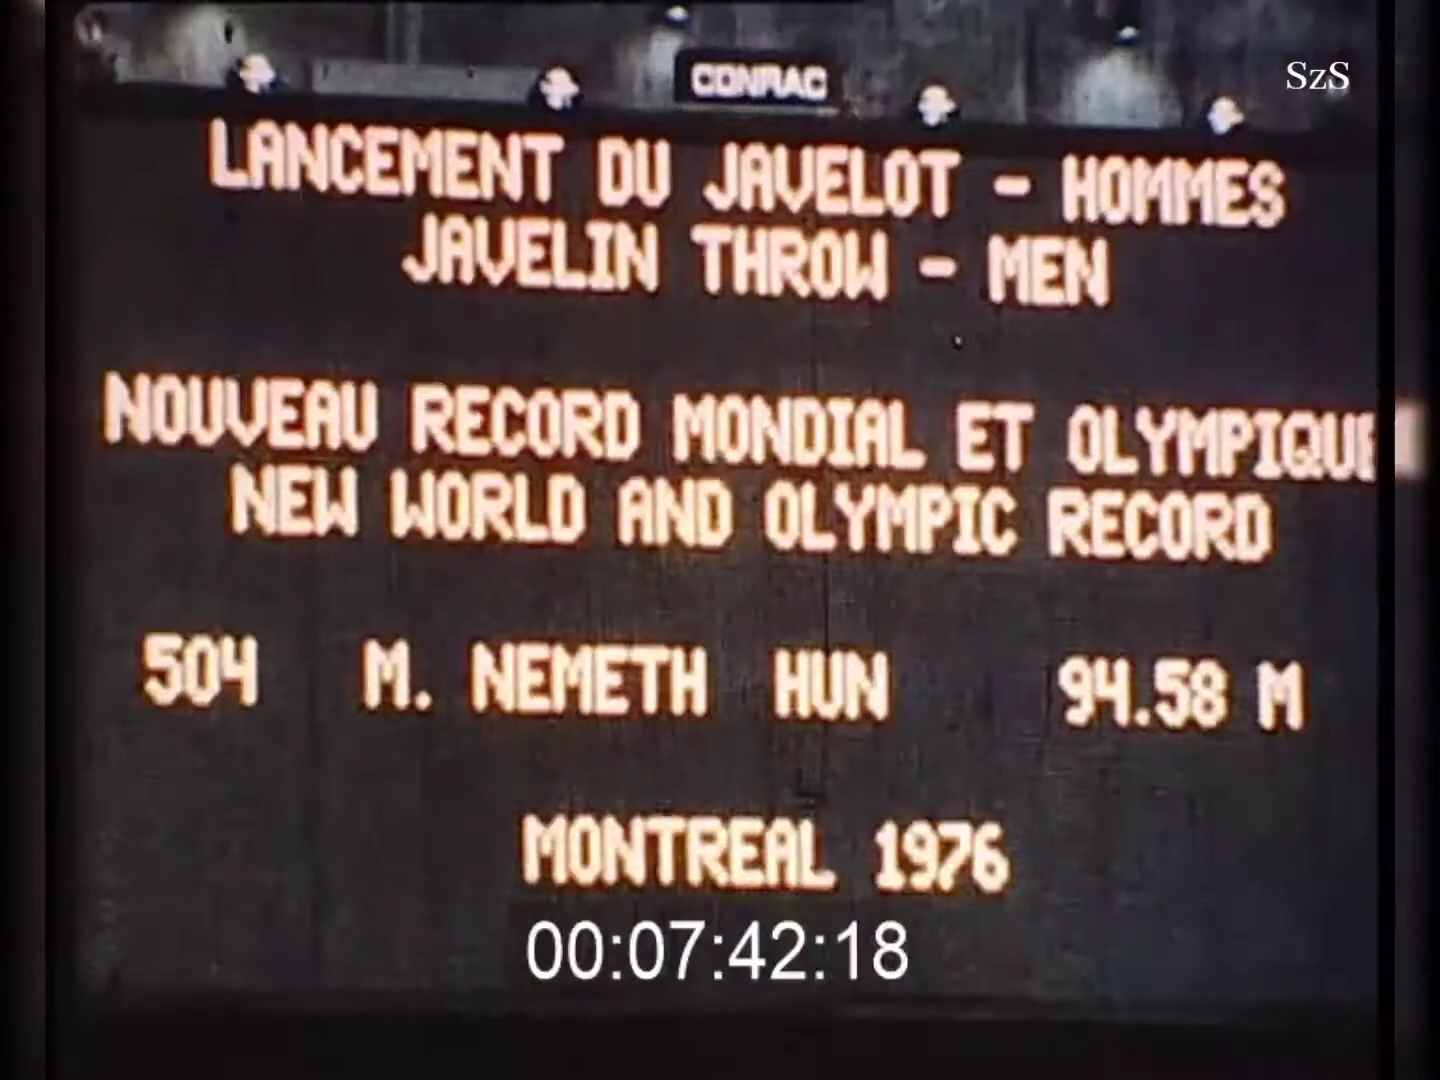 CONRAC
SzS
LANCEMENT DU JAVELOT - HOMMES
JAVELIN THROW - MEN
NOUVEAU RECORD MONDIAL ET OLYMPIQUE
NEW WORLD AND OLYMPIC RECORD
504 M. NEMETH HUN 94.58 M
MONTREAL 1976
00:07:42:18